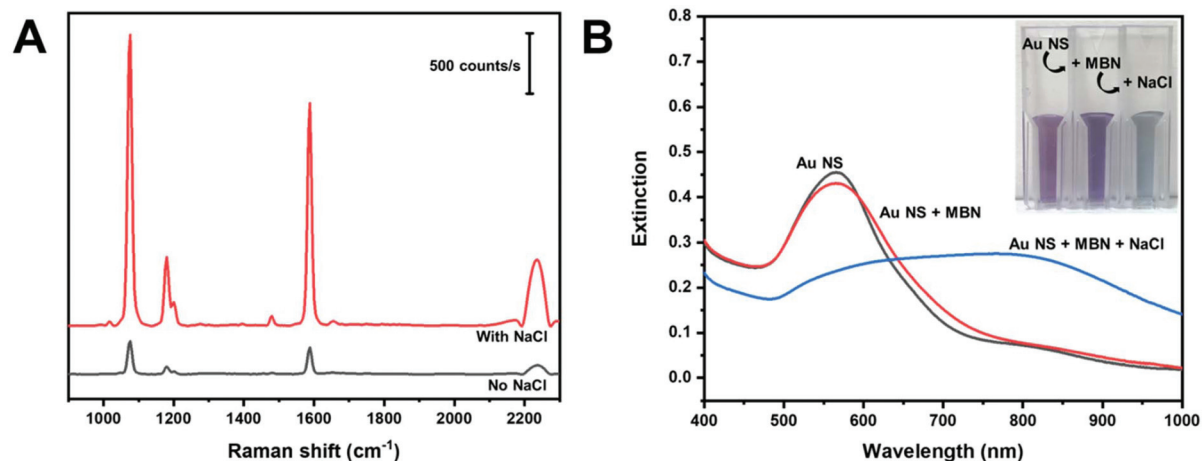 A
500 counts/s
With NaCl
No NaCl
1000 1200 1400 1600 1800 2000 2200
Raman shift (cm⁻¹)
B
0.8
0.7
0.6
0.5
0.4
0.3
0.2
0.1
0.0
Extinction
Au NS
+ MBN
+ NaCl
Au NS
Au NS + MBN
Au NS + MBN + NaCl
400 500 600 700 800 900 1000
Wavelength (nm)